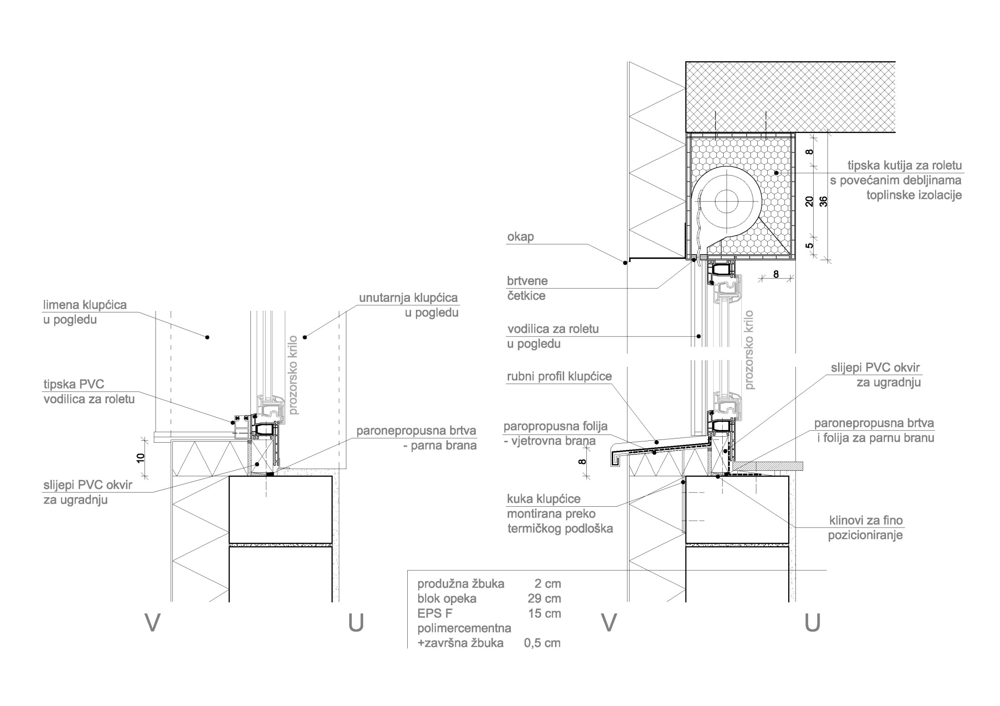 limena klupćica
u pogledu
unutarnja klupćica
u pogledu
prozorsko krilo
tipska PVC
vodilica za roletu
paronepropusna brtva
- parna brana
10
slijepi PVC okvir
za ugradnju
V
U
8
20
36
5
8
tipska kutija za roletu
s povećanim debljinama
toplinske izolacije
okap
brtvene
četkice
vodilica za roletu
u pogledu
prozorsko krilo
rubni profil klupćice
slijepi PVC okvir
za ugradnju
paropropusna folija
- vjetrovna brana
paronepropusna brtva
i folija za parnu branu
8
kuka klupćice
montirana preko
termičkog podloška
klinovi za fino
pozicioniranje
produžna žbuka 2 cm
blok opeka 29 cm
EPS F 15 cm
polimercementna
+završna žbuka 0,5 cm
V
U